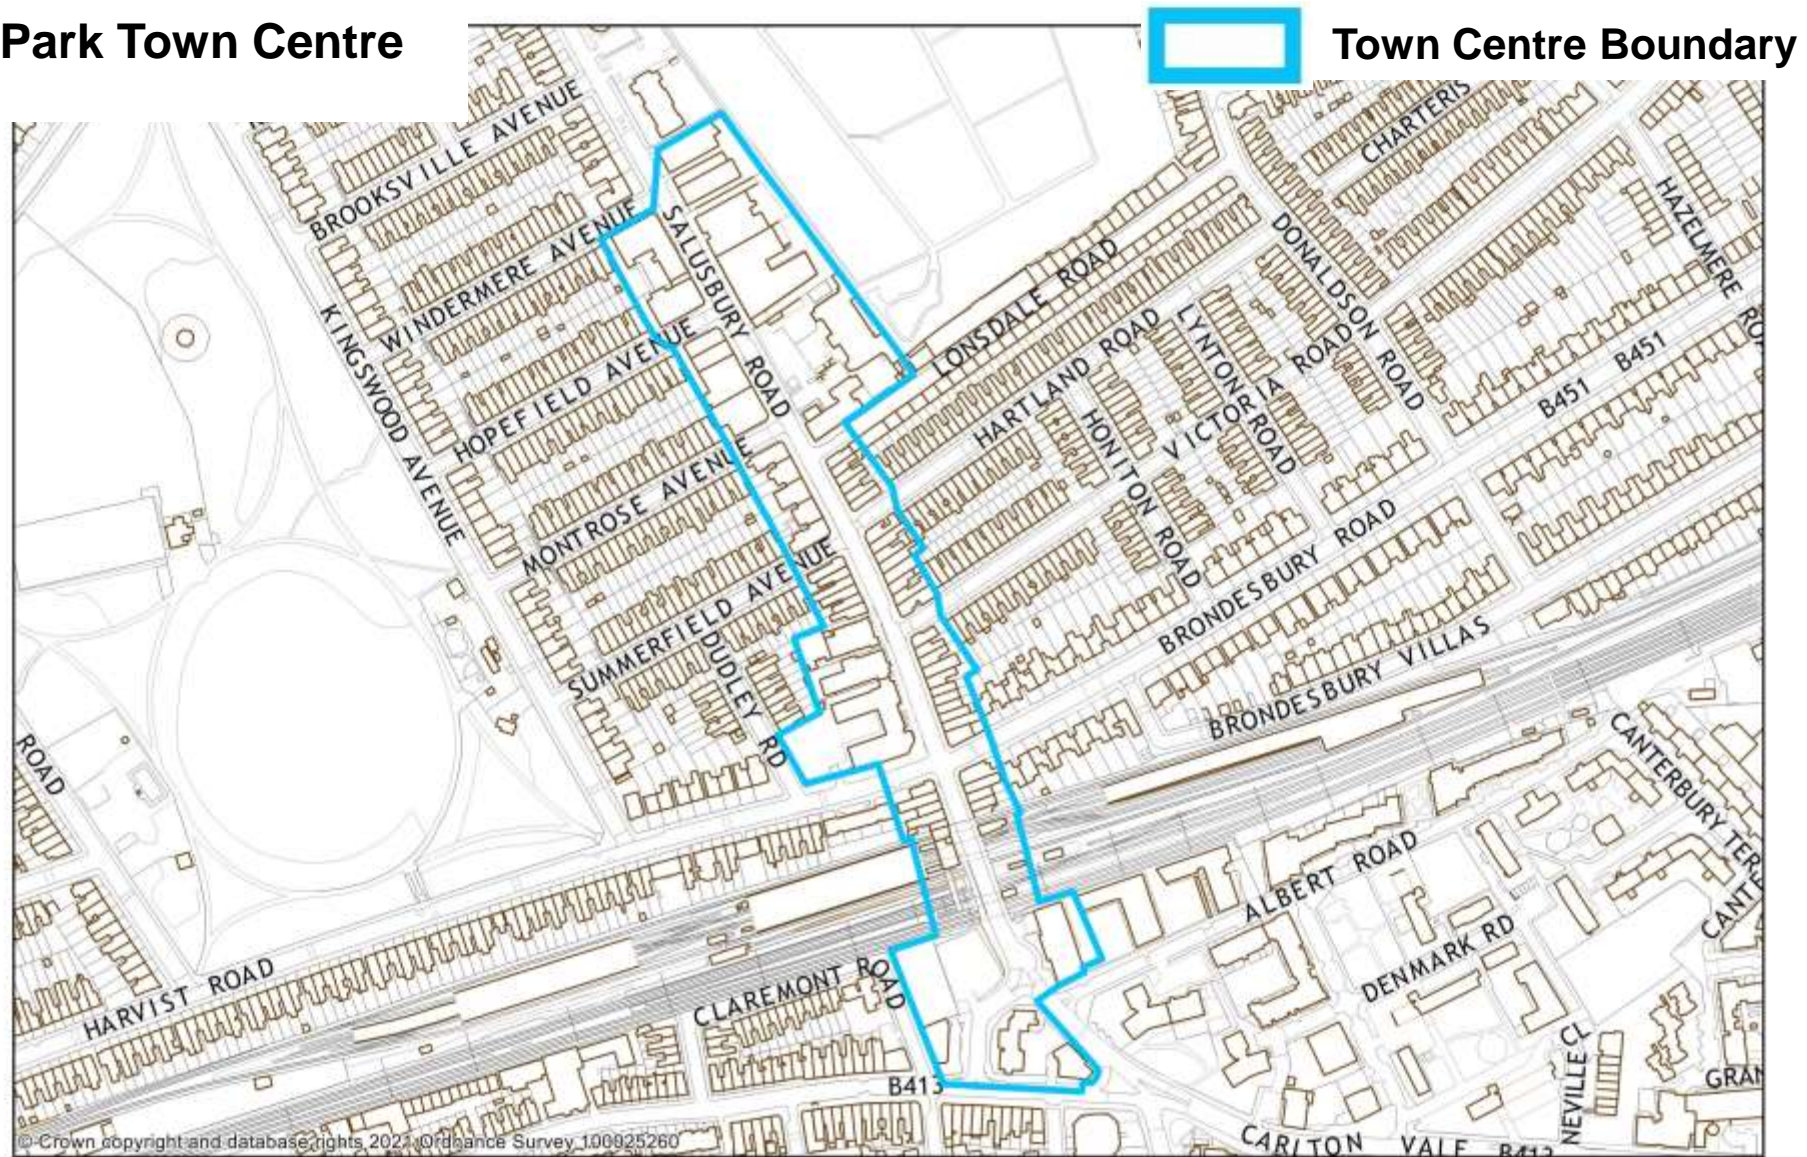 Park Town Centre
Town Centre Boundary
BROOKSVILLE AVENUE
CHARTERIS
WINDERMERE AVENUE
SALUSBURY ROAD
HAZELMERE
DONALDSON ROAD
LONSDALE ROAD
KINGSWOOD AVENUE
HOPEFIELD AVENUE
HARTLAND ROAD
LYNTON ROAD
VICTORIA ROAD
B451
B451
HONITON ROAD
MONTROSE AVENUE
BRONDESBURY ROAD
SUMMERFIELD AVENUE
DUDLEY RD
BRONDESBURY VILLAS
ROAD
CANTERBURY TER
ALBERT ROAD
DENMARK RD
HARVIST ROAD
CLAREMONT ROAD
ROAD
B413
NEVILLE CL
GRAN
CARLTON VALE B413
© Crown copyright and database rights 2021 Ordnance Survey 100025260